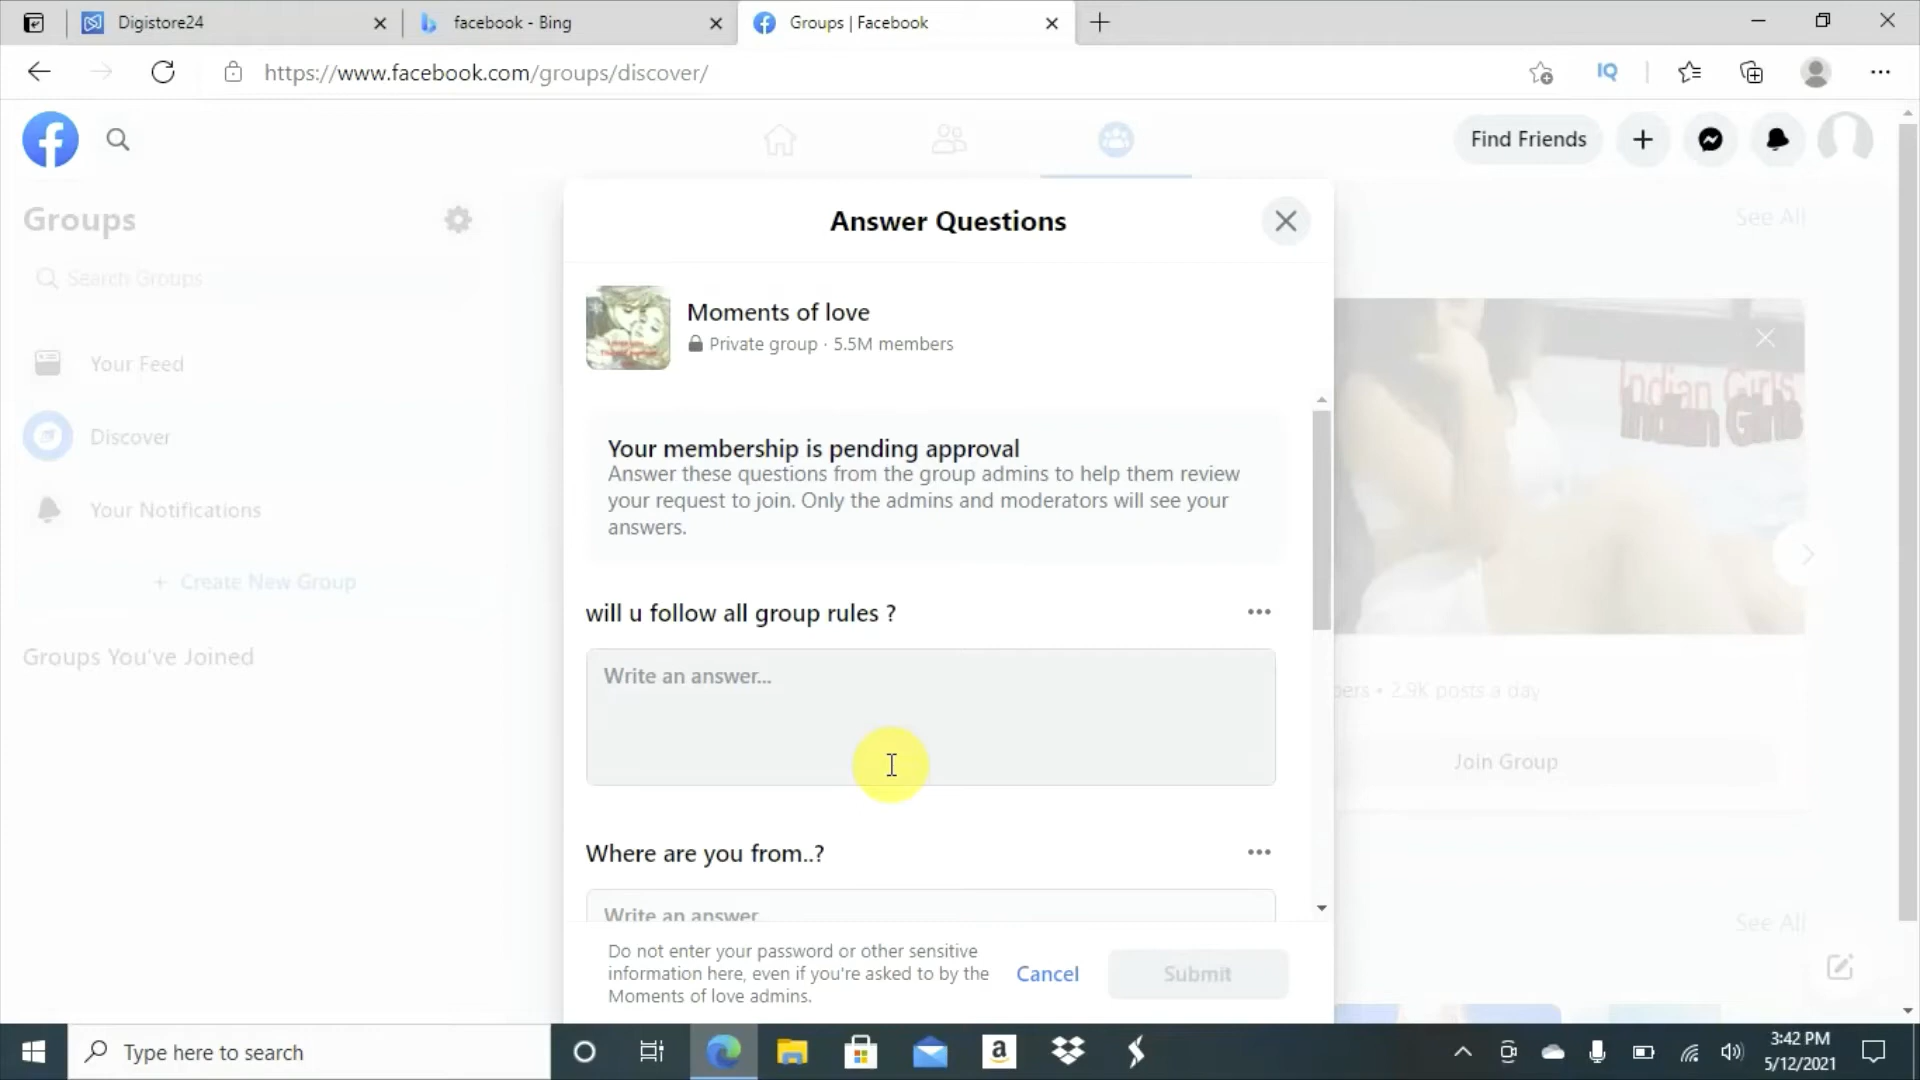 Digistore24
facebook - Bing
Groups | Facebook
https://www.facebook.com/groups/discover/
IQ
Find Friends
Groups
Search Groups
Your Feed
Discover
Your Notifications
+ Create New Group
Groups You've Joined
See All
Answer Questions
Moments of love
Private group · 5.5M members
Your membership is pending approval
Answer these questions from the group admins to help them review
your request to join. Only the admins and moderators will see your
answers.
will u follow all group rules ?
Write an answer...
Where are you from..?
Write an answer
Do not enter your password or other sensitive
information here, even if you're asked to by the
Moments of love admins.
Cancel
Submit
Indian Girls
Indian Girls
• 2.9K posts a day
Join Group
See All
Type here to search
3:42 PM
5/12/2021